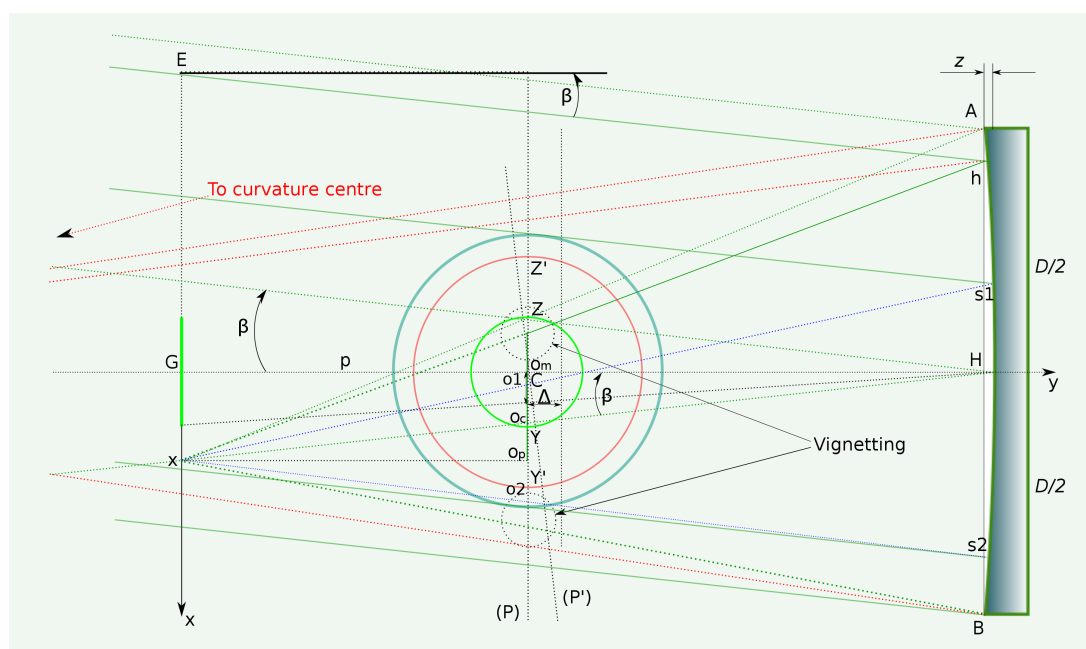 E
z
β
A
h
To curvature centre
Z'
D/2
s1
Z
β
G
p
Om
H
o1
C
y
β
Δ
Oc
Y
x
Op
Vignetting
Y'
o2
D/2
s2
(P')
(P)
x
B